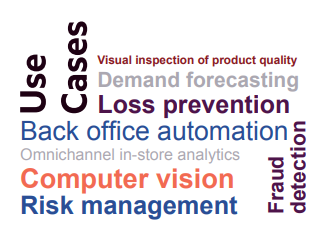 Use
Cases
Visual inspection of product quality
Demand forecasting
Loss prevention
Back office automation
Omnichannel in-store analytics
Computer vision
Risk management
Fraud
detection